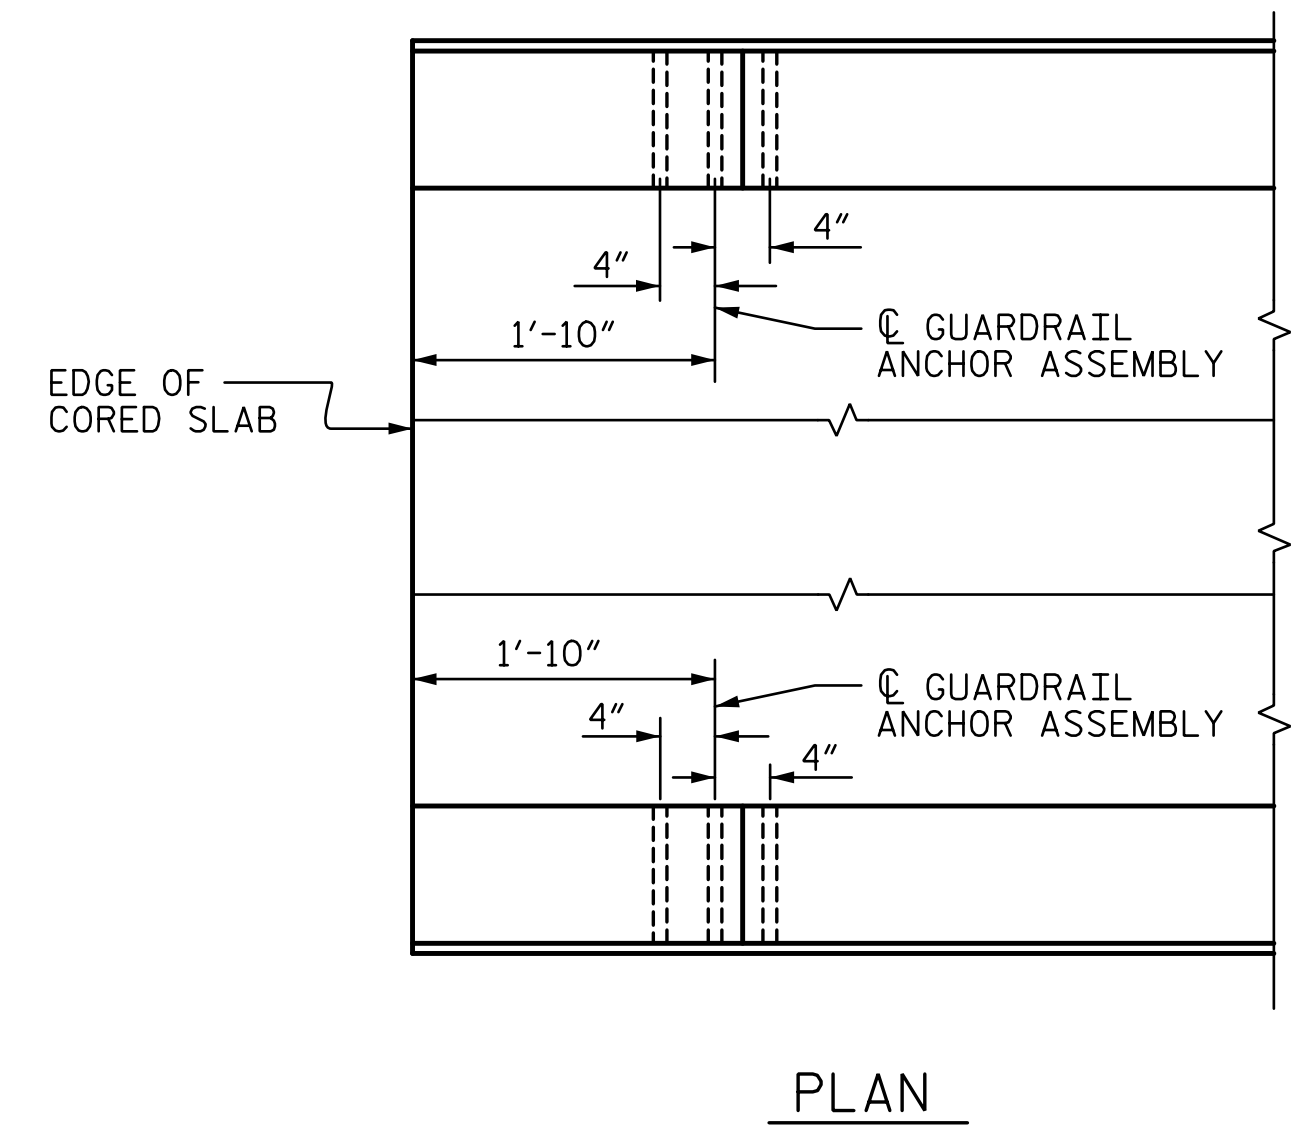 4"
4"
℄ GUARDRAIL
ANCHOR ASSEMBLY
1'-10"
EDGE OF
CORED SLAB
1'-10"
℄ GUARDRAIL
ANCHOR ASSEMBLY
4"
4"
PLAN